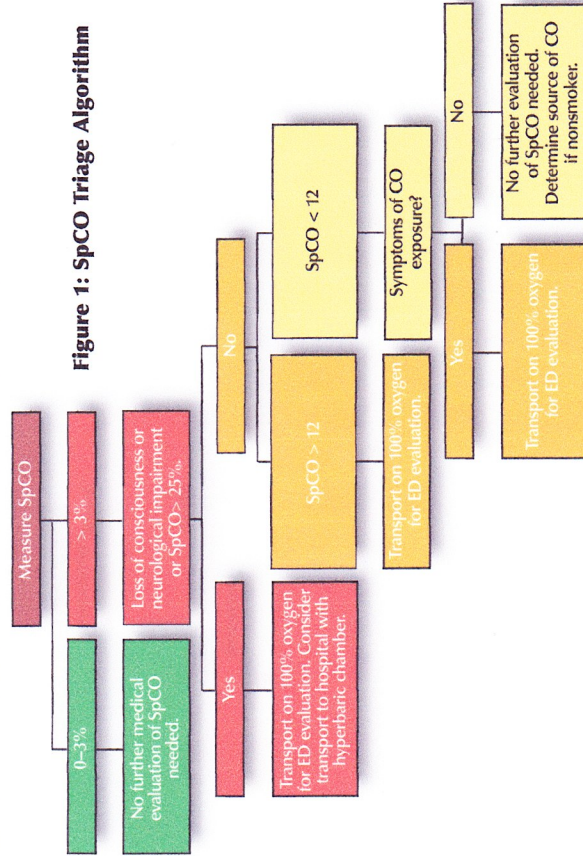 Figure 1: SpCO Triage Algorithm
Measure SpCO
0–3%
> 3%
No further medical
evaluation of SpCO
needed.
Loss of consciousness or
neurological impairment
or SpCO> 25%
Yes
No
Transport on 100% oxygen
for ED evaluation. Consider
transport to hospital with
hyperbaric chamber.
SpCO > 12
SpCO < 12
Transport on 100% oxygen
for ED evaluation.
Symptoms of CO
exposure?
Yes
No
Transport on 100% oxygen
for ED evaluation.
No further evaluation
of SpCO needed.
Determine source of CO
if nonsmoker.